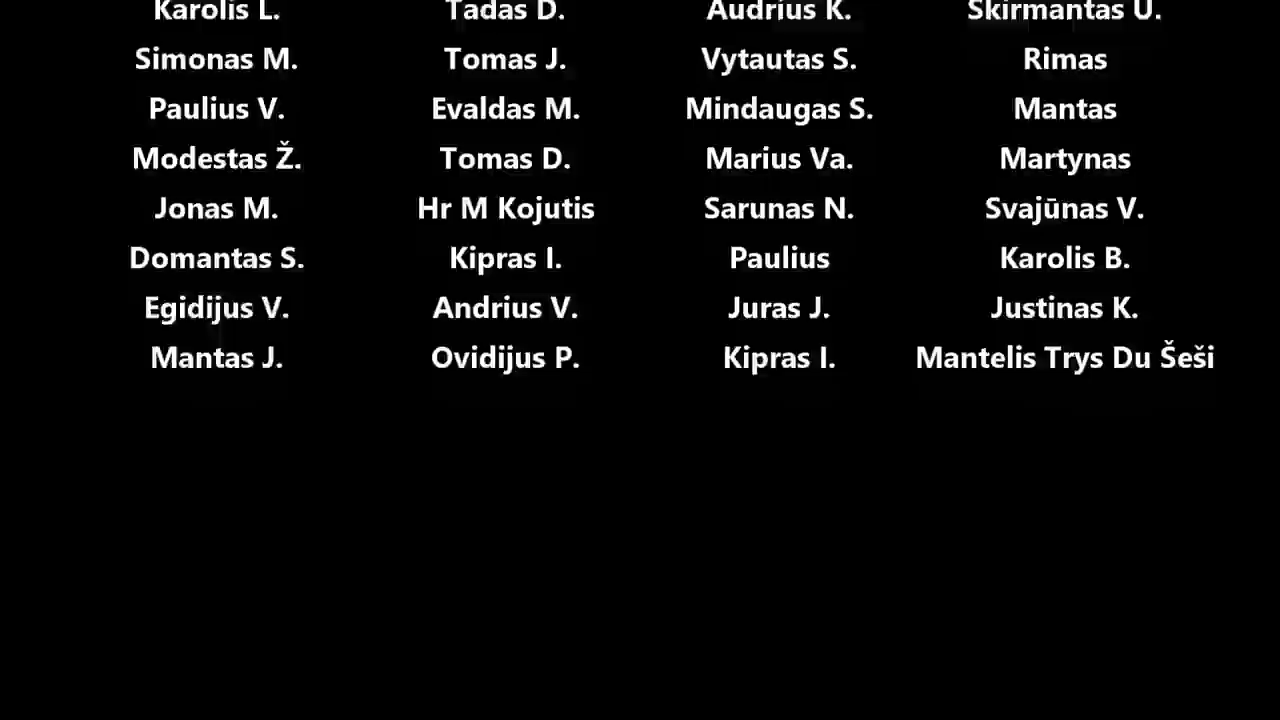 Karolis L. Tadas D. Audrius K. Skirmantas U.
Simonas M. Tomas J. Vytautas S. Rimas
Paulius V. Evaldas M. Mindaugas S. Mantas
Modestas Ž. Tomas D. Marius Va. Martynas
Jonas M. Hr M Kojutis Sarunas N. Svajūnas V.
Domantas S. Kipras I. Paulius Karolis B.
Egidijus V. Andrius V. Juras J. Justinas K.
Mantas J. Ovidijus P. Kipras I. Mantelis Trys Du Šeši